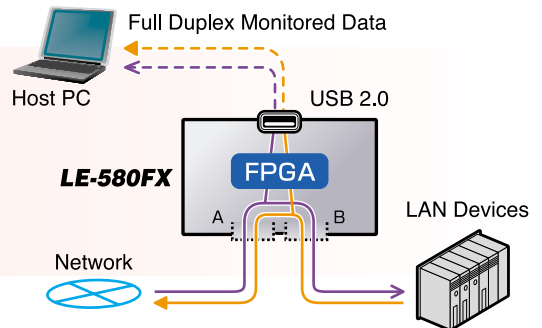 Full Duplex Monitored Data
Host PC
USB 2.0
LE-580FX
FPGA
A
B
LAN Devices
Network